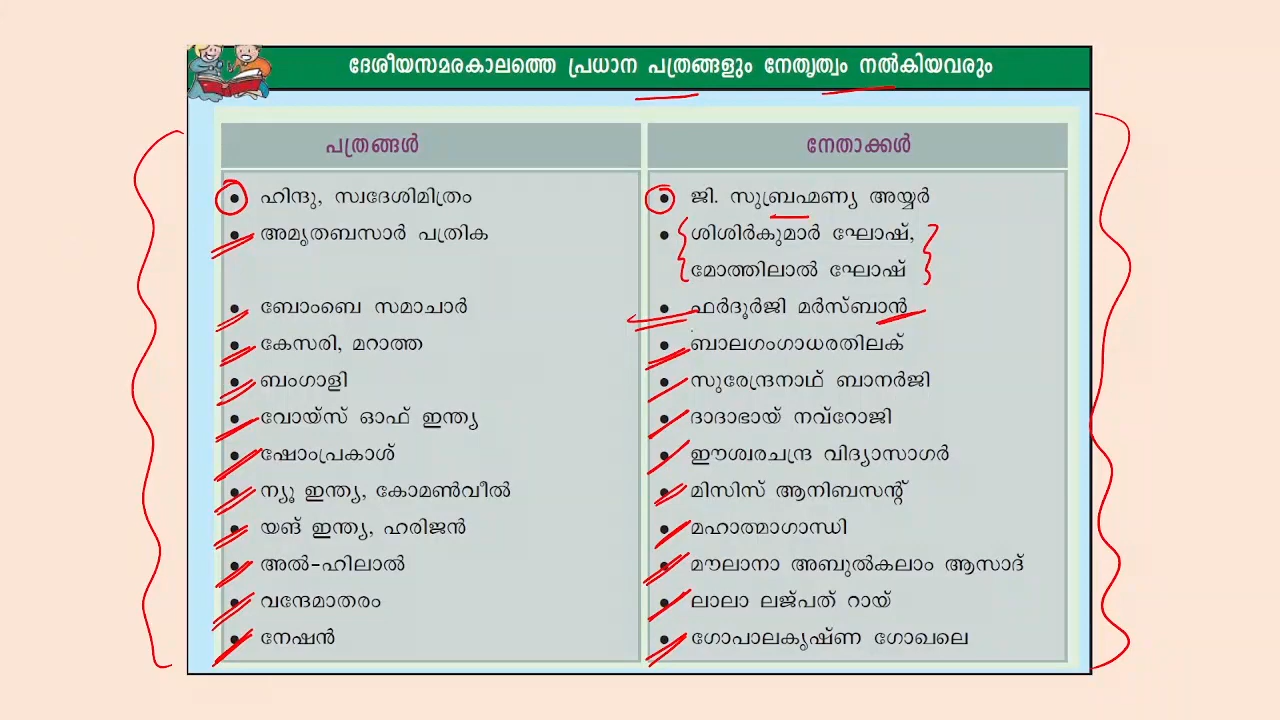 ദേശീയസമരകാലത്തെ പ്രധാന പത്രങ്ങളും നേതൃത്വം നൽകിയവരും
പത്രങ്ങൾ നേതാക്കൾ
• ഹിന്ദു, സ്വദേശിമിത്രം • ജി. സുബ്രഹ്മണ്യ അയ്യർ
• അമൃതബസാർ പത്രിക • ശിശിർകുമാർ ഘോഷ്,
മോത്തിലാൽ ഘോഷ്
• ബോംബെ സമാചാർ • ഫർദൂർജി മർസ്ബാൻ
• കേസരി, മറാത്ത • ബാലഗംഗാധരതിലക്
• ബംഗാളി • സുരേന്ദ്രനാഥ് ബാനർജി
• വോയ്സ് ഓഫ് ഇന്ത്യ • ദാദാഭായ് നവ്റോജി
• ഷോംപ്രകാശ് • ഈശ്വരചന്ദ്ര വിദ്യാസാഗർ
• ന്യൂ ഇന്ത്യ, കോമൺവീൽ • മിസിസ് ആനിബസന്റ്
• യങ് ഇന്ത്യ, ഹരിജൻ • മഹാത്മാഗാന്ധി
• അൽ-ഹിലാൽ • മൗലാനാ അബുൽകലാം ആസാദ്
• വന്ദേമാതരം • ലാലാ ലജ്പത് റായ്
• നേഷൻ • ഗോപാലകൃഷ്ണ ഗോഖലെ